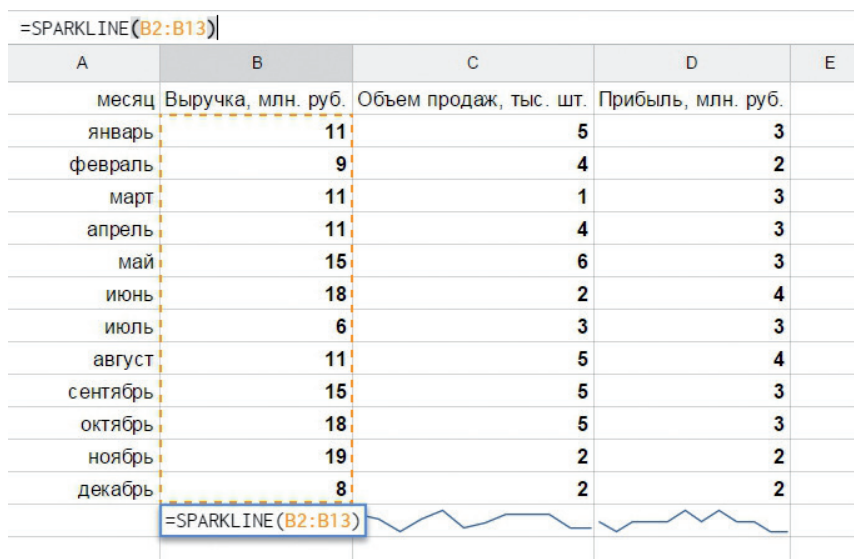 =SPARKLINE(B2:B13)
A B C D E
месяц Выручка, млн. руб. Объем продаж, тыс. шт. Прибыль, млн. руб.
январь 11 5 3
февраль 9 4 2
март 11 1 3
апрель 11 4 3
май 15 6 3
июнь 18 2 4
июль 6 3 3
август 11 5 4
сентябрь 15 5 3
октябрь 18 5 3
ноябрь 19 2 2
декабрь 8 2 2
=SPARKLINE(B2:B13)